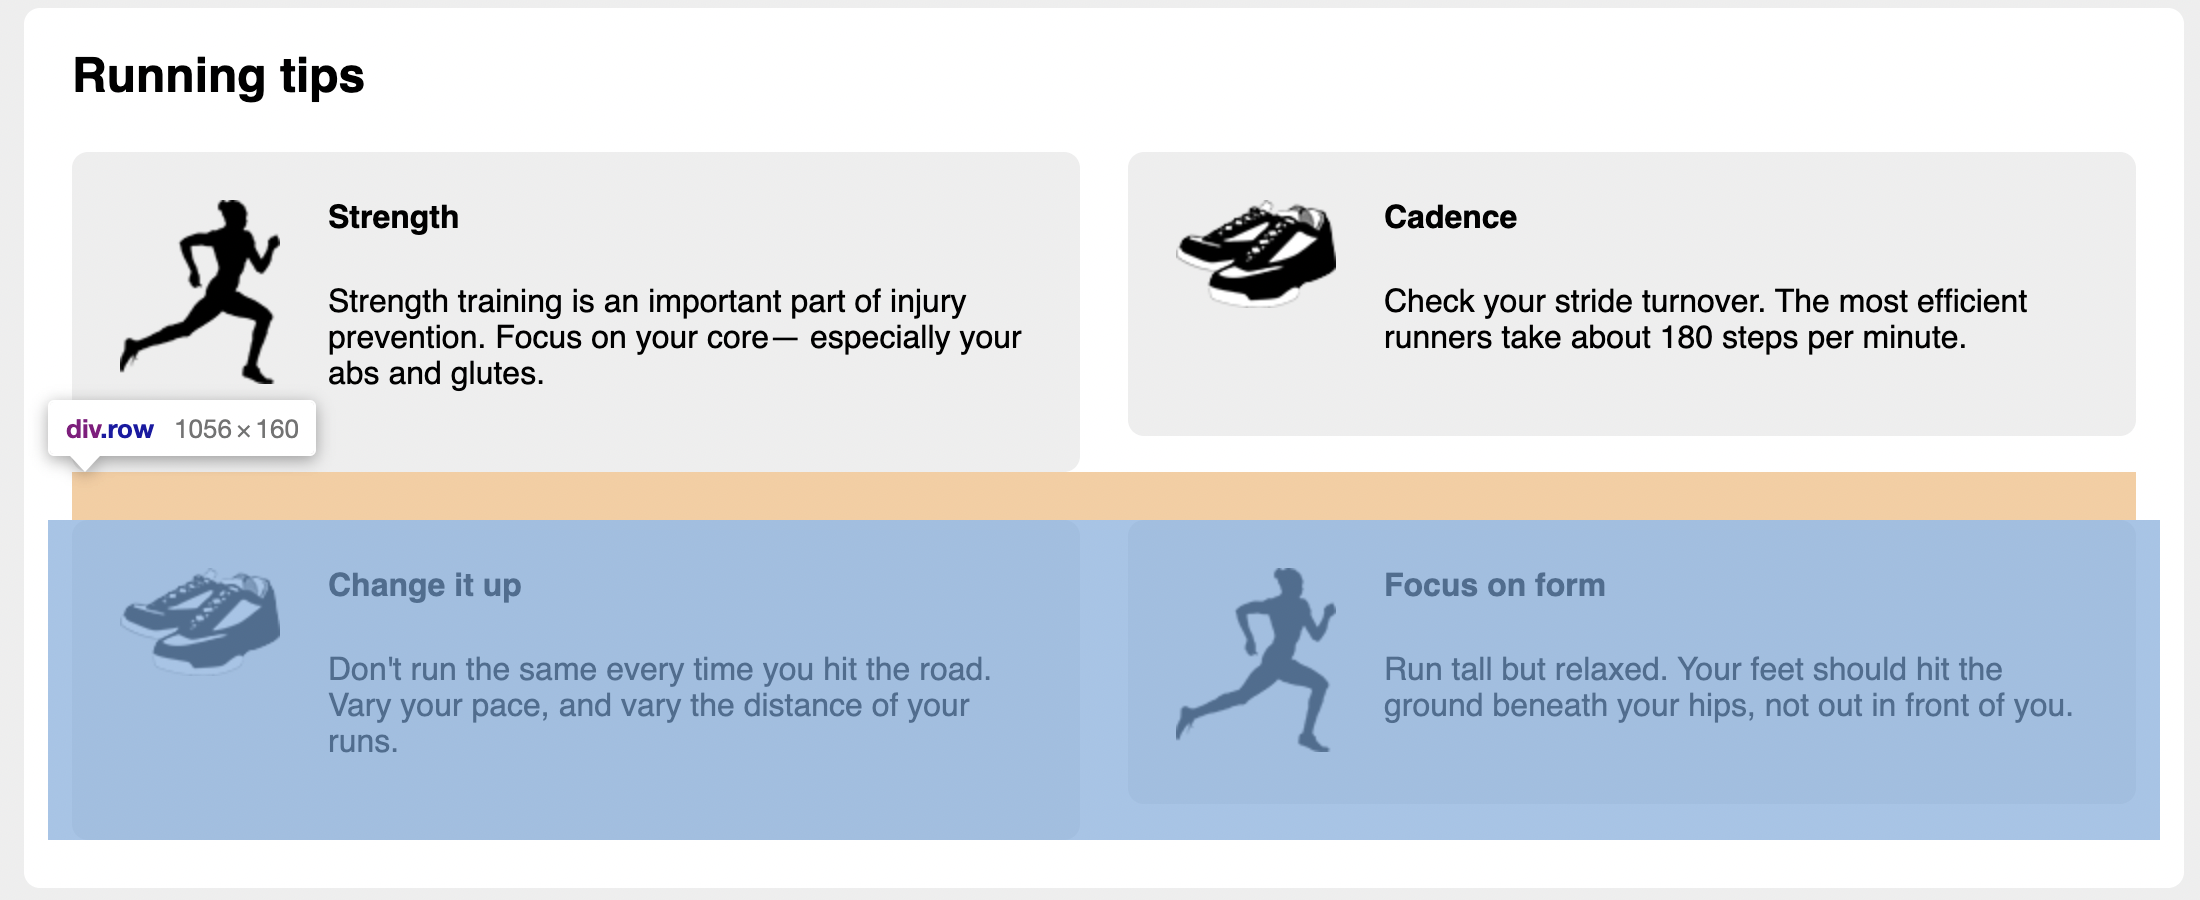 Running tips
Strength
Strength training is an important part of injury
prevention. Focus on your core— especially your
abs and glutes.
Cadence
Check your stride turnover. The most efficient
runners take about 180 steps per minute.
div.row 1056×160
Change it up
Don't run the same every time you hit the road.
Vary your pace, and vary the distance of your
runs.
Focus on form
Run tall but relaxed. Your feet should hit the
ground beneath your hips, not out in front of you.